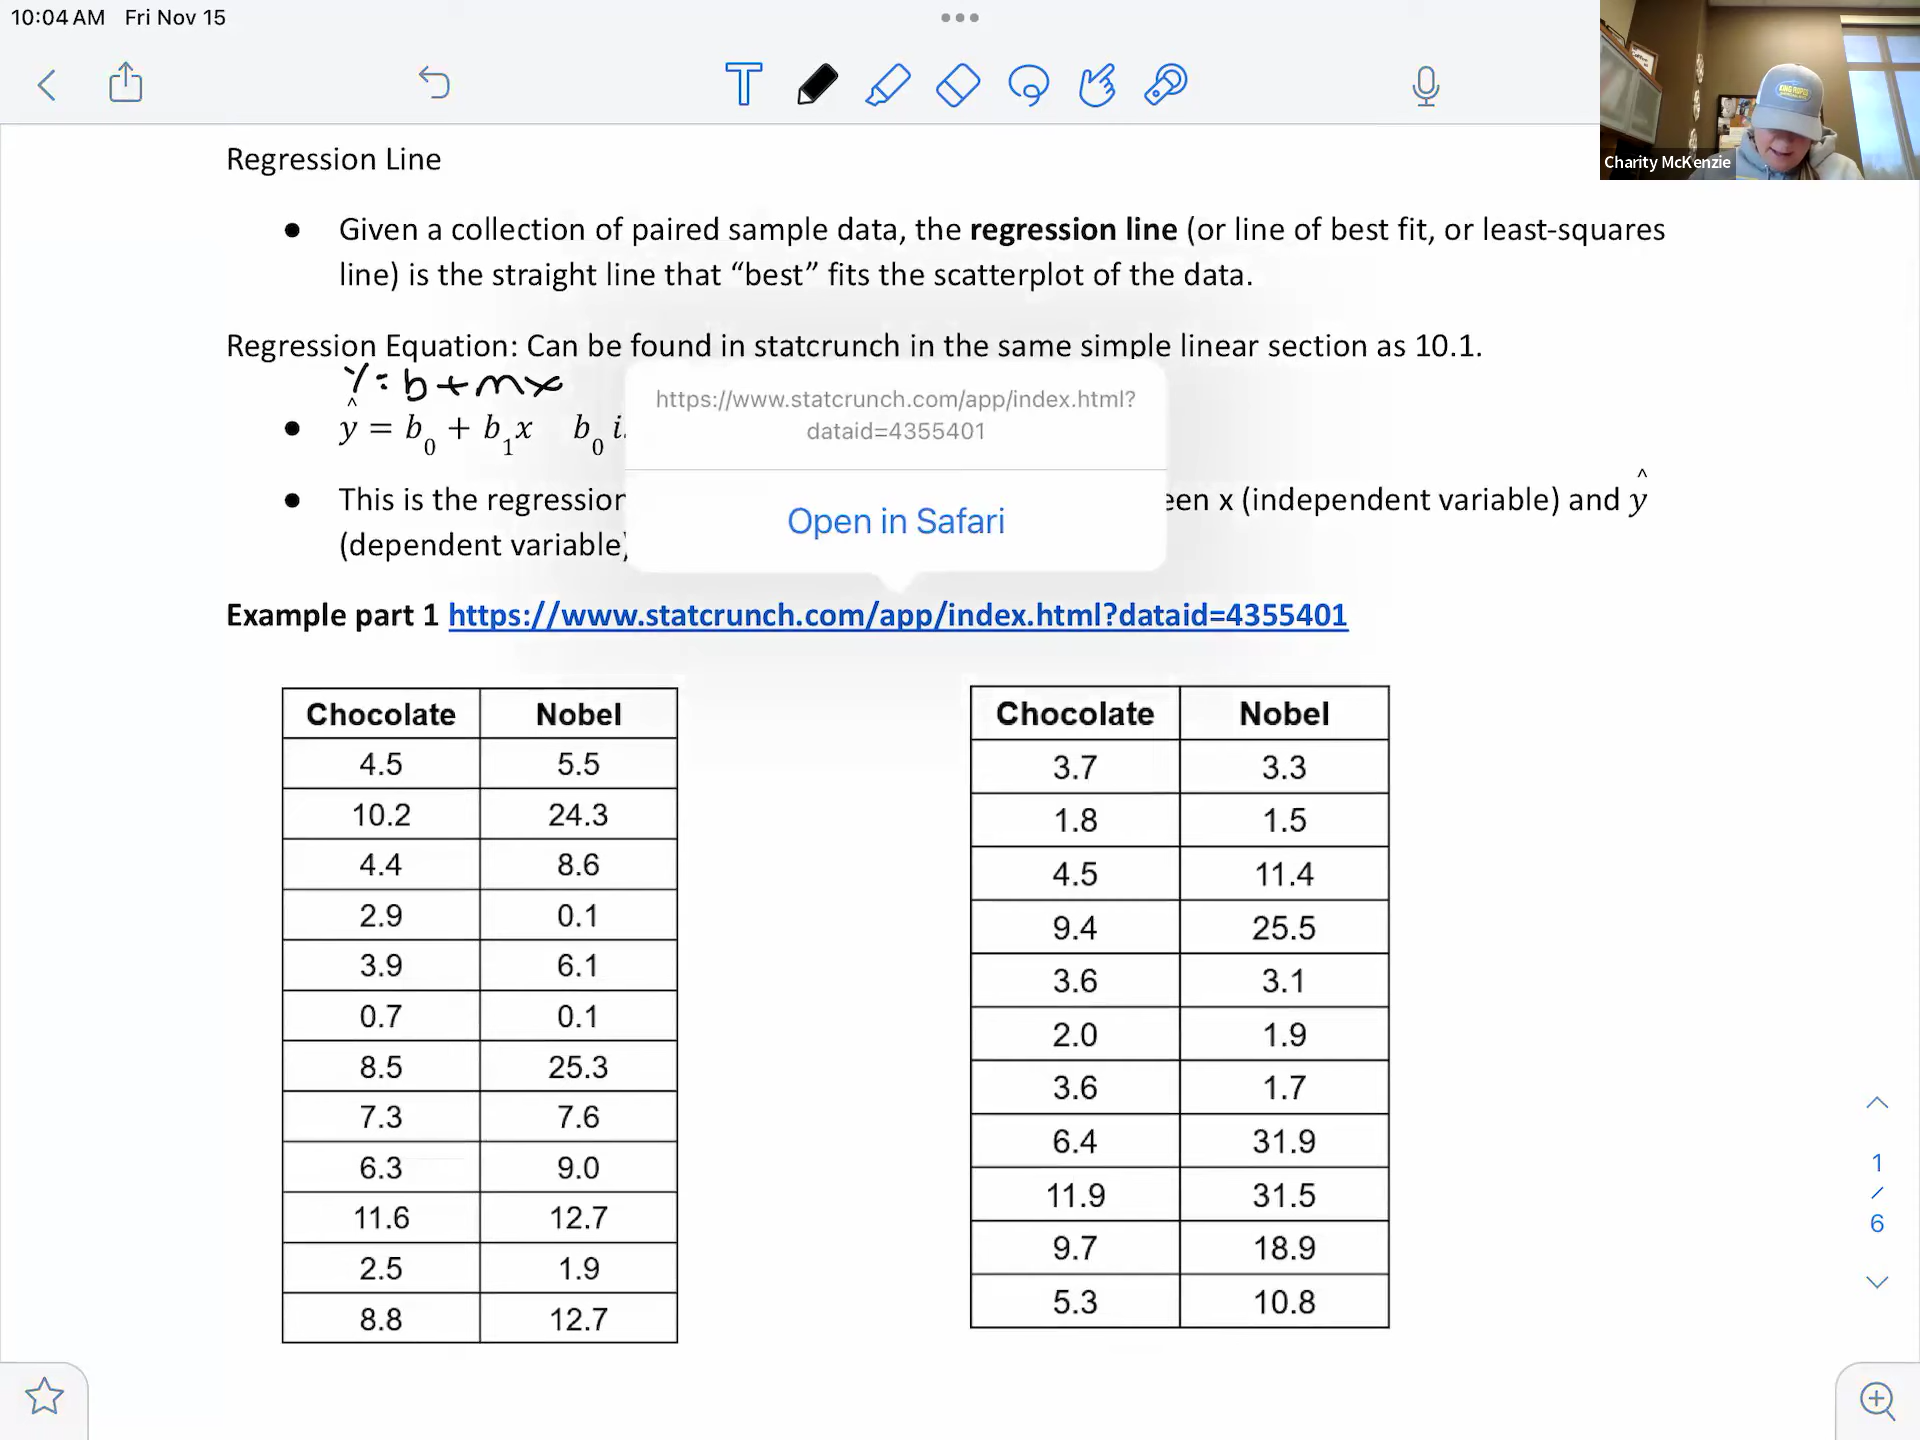 10:04 AM Fri Nov 15
Charity McKenzie
Regression Line
● Given a collection of paired sample data, the regression line (or line of best fit, or least-squares
line) is the straight line that “best” fits the scatterplot of the data.
Regression Equation: Can be found in statcrunch in the same simple linear section as 10.1.
y = b + mx
● ŷ = b₀ + b₁x b₀ i
https://www.statcrunch.com/app/index.html?
dataid=4355401
Open in Safari
● This is the regression een x (independent variable) and ŷ
(dependent variable)
Example part 1 https://www.statcrunch.com/app/index.html?dataid=4355401
Chocolate Nobel
4.5 5.5
10.2 24.3
4.4 8.6
2.9 0.1
3.9 6.1
0.7 0.1
8.5 25.3
7.3 7.6
6.3 9.0
11.6 12.7
2.5 1.9
8.8 12.7
Chocolate Nobel
3.7 3.3
1.8 1.5
4.5 11.4
9.4 25.5
3.6 3.1
2.0 1.9
3.6 1.7
6.4 31.9
11.9 31.5
9.7 18.9
5.3 10.8
1
/
6